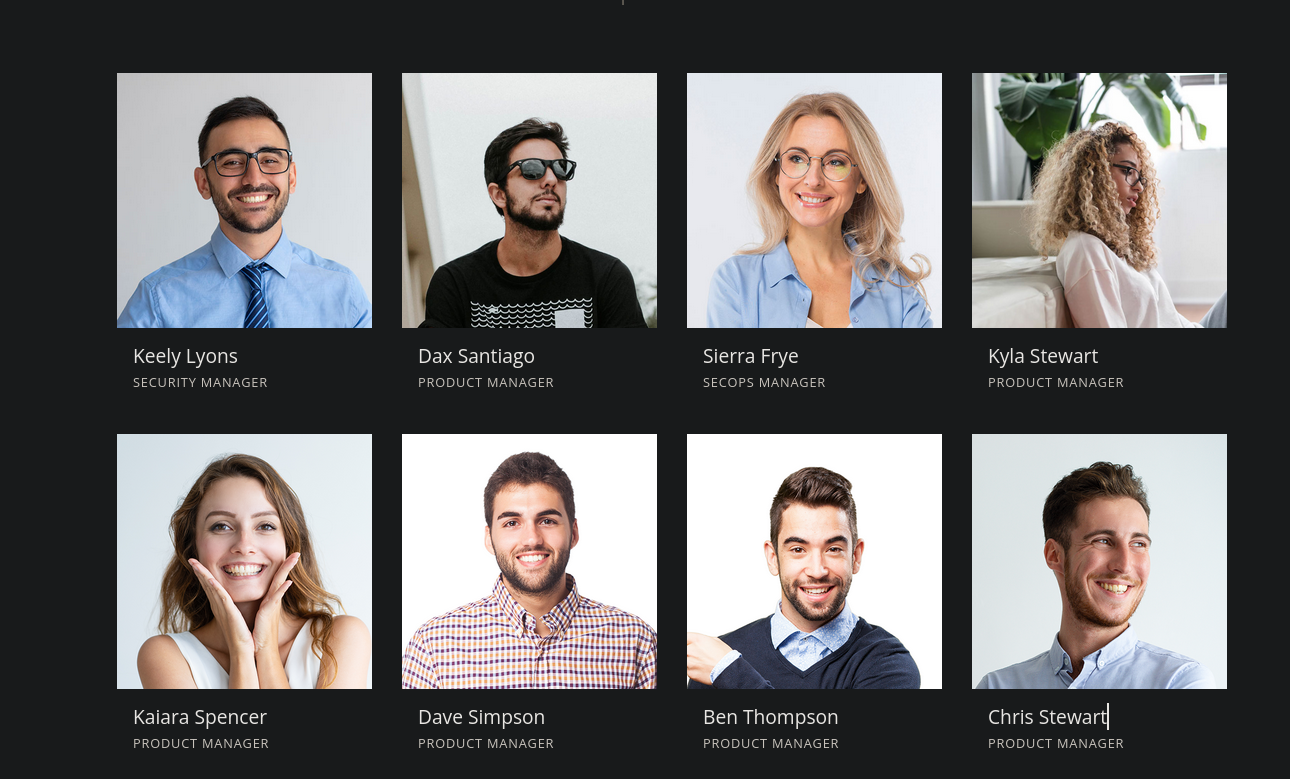 Keely Lyons
SECURITY MANAGER
Dax Santiago
PRODUCT MANAGER
Sierra Frye
SECOPS MANAGER
Kyla Stewart
PRODUCT MANAGER
Kaiara Spencer
PRODUCT MANAGER
Dave Simpson
PRODUCT MANAGER
Ben Thompson
PRODUCT MANAGER
Chris Stewart
PRODUCT MANAGER